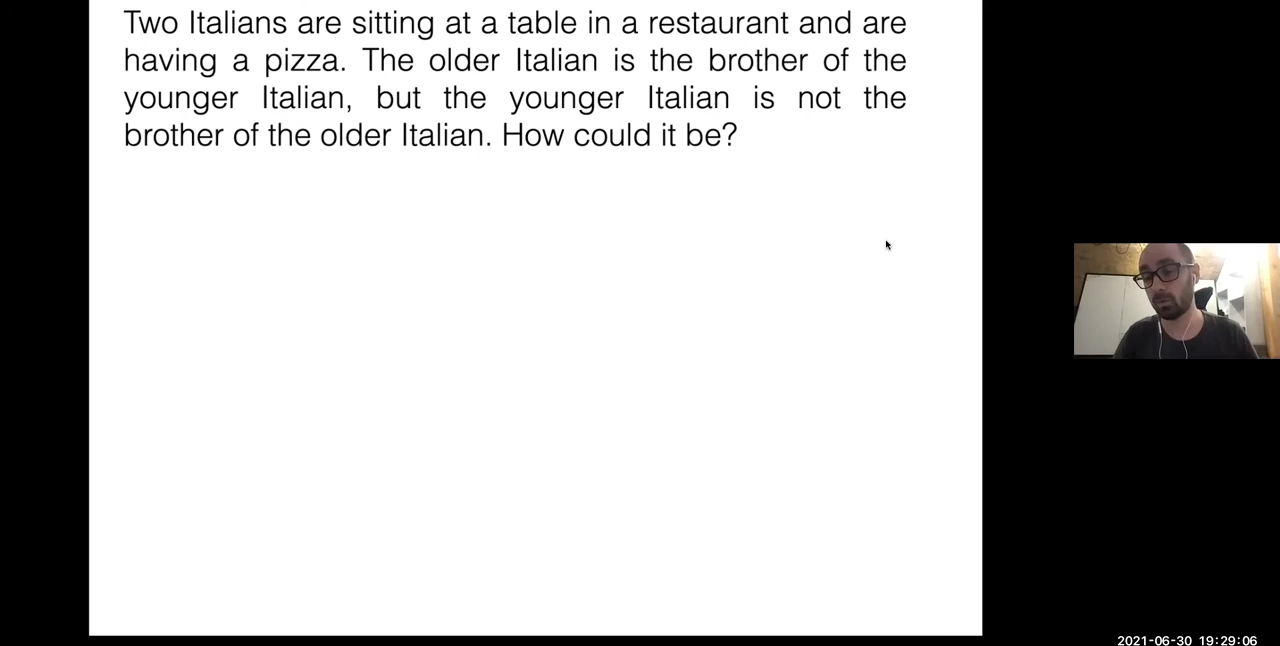 Two Italians are sitting at a table in a restaurant and are
having a pizza. The older Italian is the brother of the
younger Italian, but the younger Italian is not the
brother of the older Italian. How could it be?
2021-06-30 19:29:06